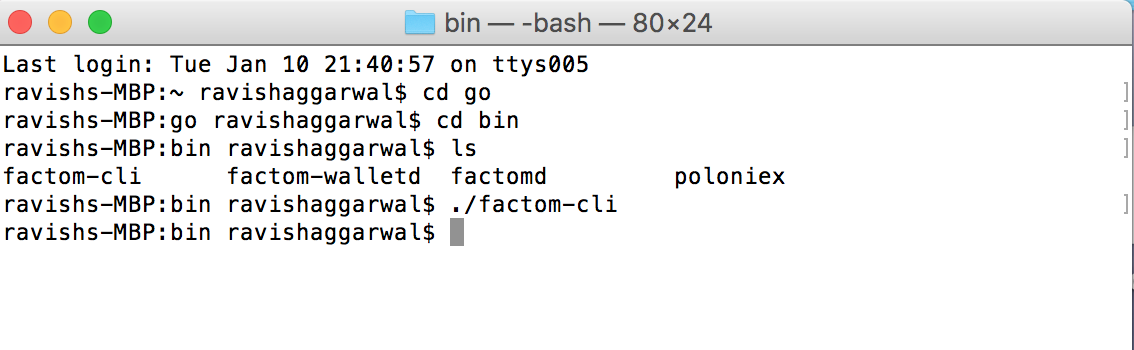 bin — -bash — 80×24
Last login: Tue Jan 10 21:40:57 on ttys005
ravishs-MBP:~ ravishaggarwal$ cd go
ravishs-MBP:go ravishaggarwal$ cd bin
ravishs-MBP:bin ravishaggarwal$ ls
factom-cli      factom-walletd  factomd         poloniex
ravishs-MBP:bin ravishaggarwal$ ./factom-cli
ravishs-MBP:bin ravishaggarwal$